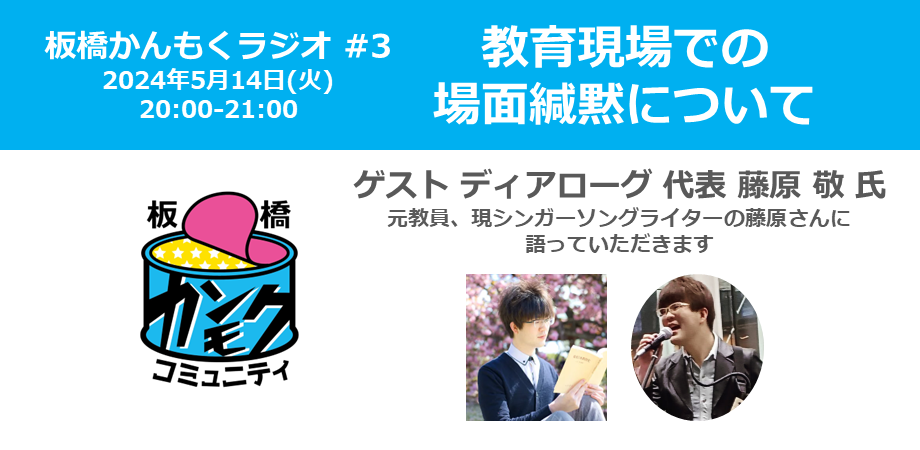 板橋かんもくラジオ #3
2024年5月14日(火)
20:00-21:00
教育現場での
場面緘黙について
ゲスト ディアローグ 代表 藤原 敬 氏
元教員、現シンガーソングライターの藤原さんに
語っていただきます
板橋
カンモク
コミュニティ